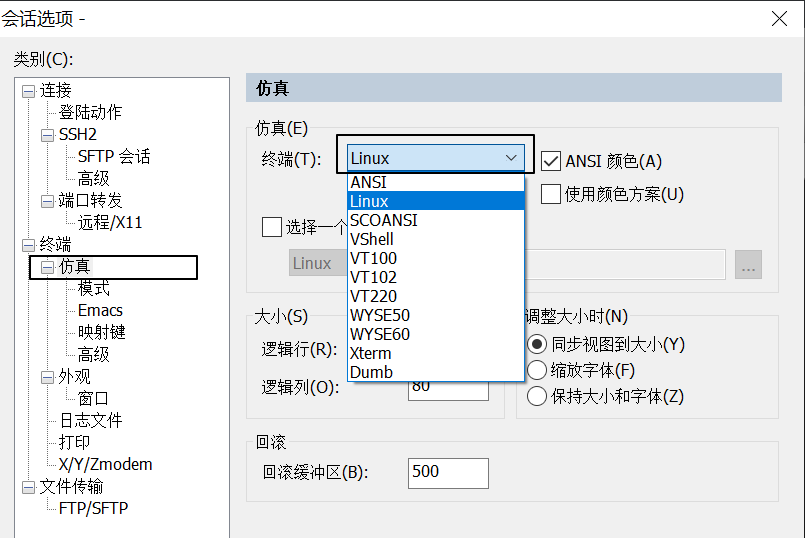 会话选项 -
类别(C):
连接
登陆动作
SSH2
SFTP 会话
高级
端口转发
远程/X11
终端
仿真
模式
Emacs
映射键
高级
外观
窗口
日志文件
打印
X/Y/Zmodem
文件传输
FTP/SFTP
仿真
仿真(E)
终端(T): Linux ANSI 颜色(A)
ANSI
Linux
SCOANSI
VShell
VT100
VT102
VT220
WYSE50
WYSE60
Xterm
Dumb
使用颜色方案(U)
选择一个
Linux ...
大小(S)
逻辑行(R):
逻辑列(O): 80
调整大小时(N)
同步视图到大小(Y)
缩放字体(F)
保持大小和字体(Z)
回滚
回滚缓冲区(B): 500